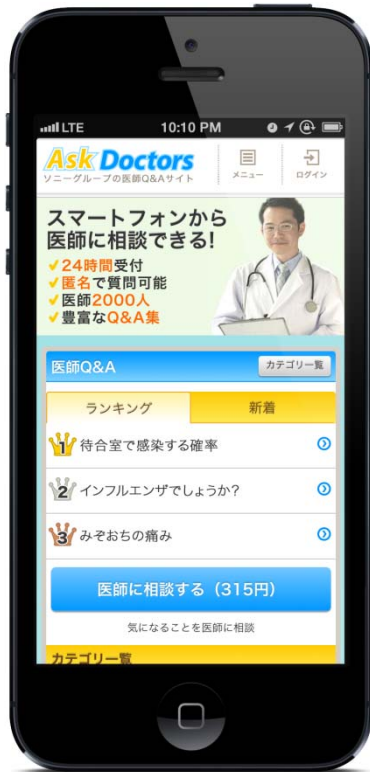 LTE 10:10 PM
Ask Doctors
ソニーグループの医師Q&Aサイト
メニュー
ログイン
スマートフォンから
医師に相談できる!
24時間受付
匿名で質問可能
医師2000人
豊富なQ&A集
医師Q&A
カテゴリ一覧
ランキング
新着
1 待合室で感染する確率
2 インフルエンザでしょうか?
3 みぞおちの痛み
医師に相談する（315円）
気になることを医師に相談
カテゴリ一覧